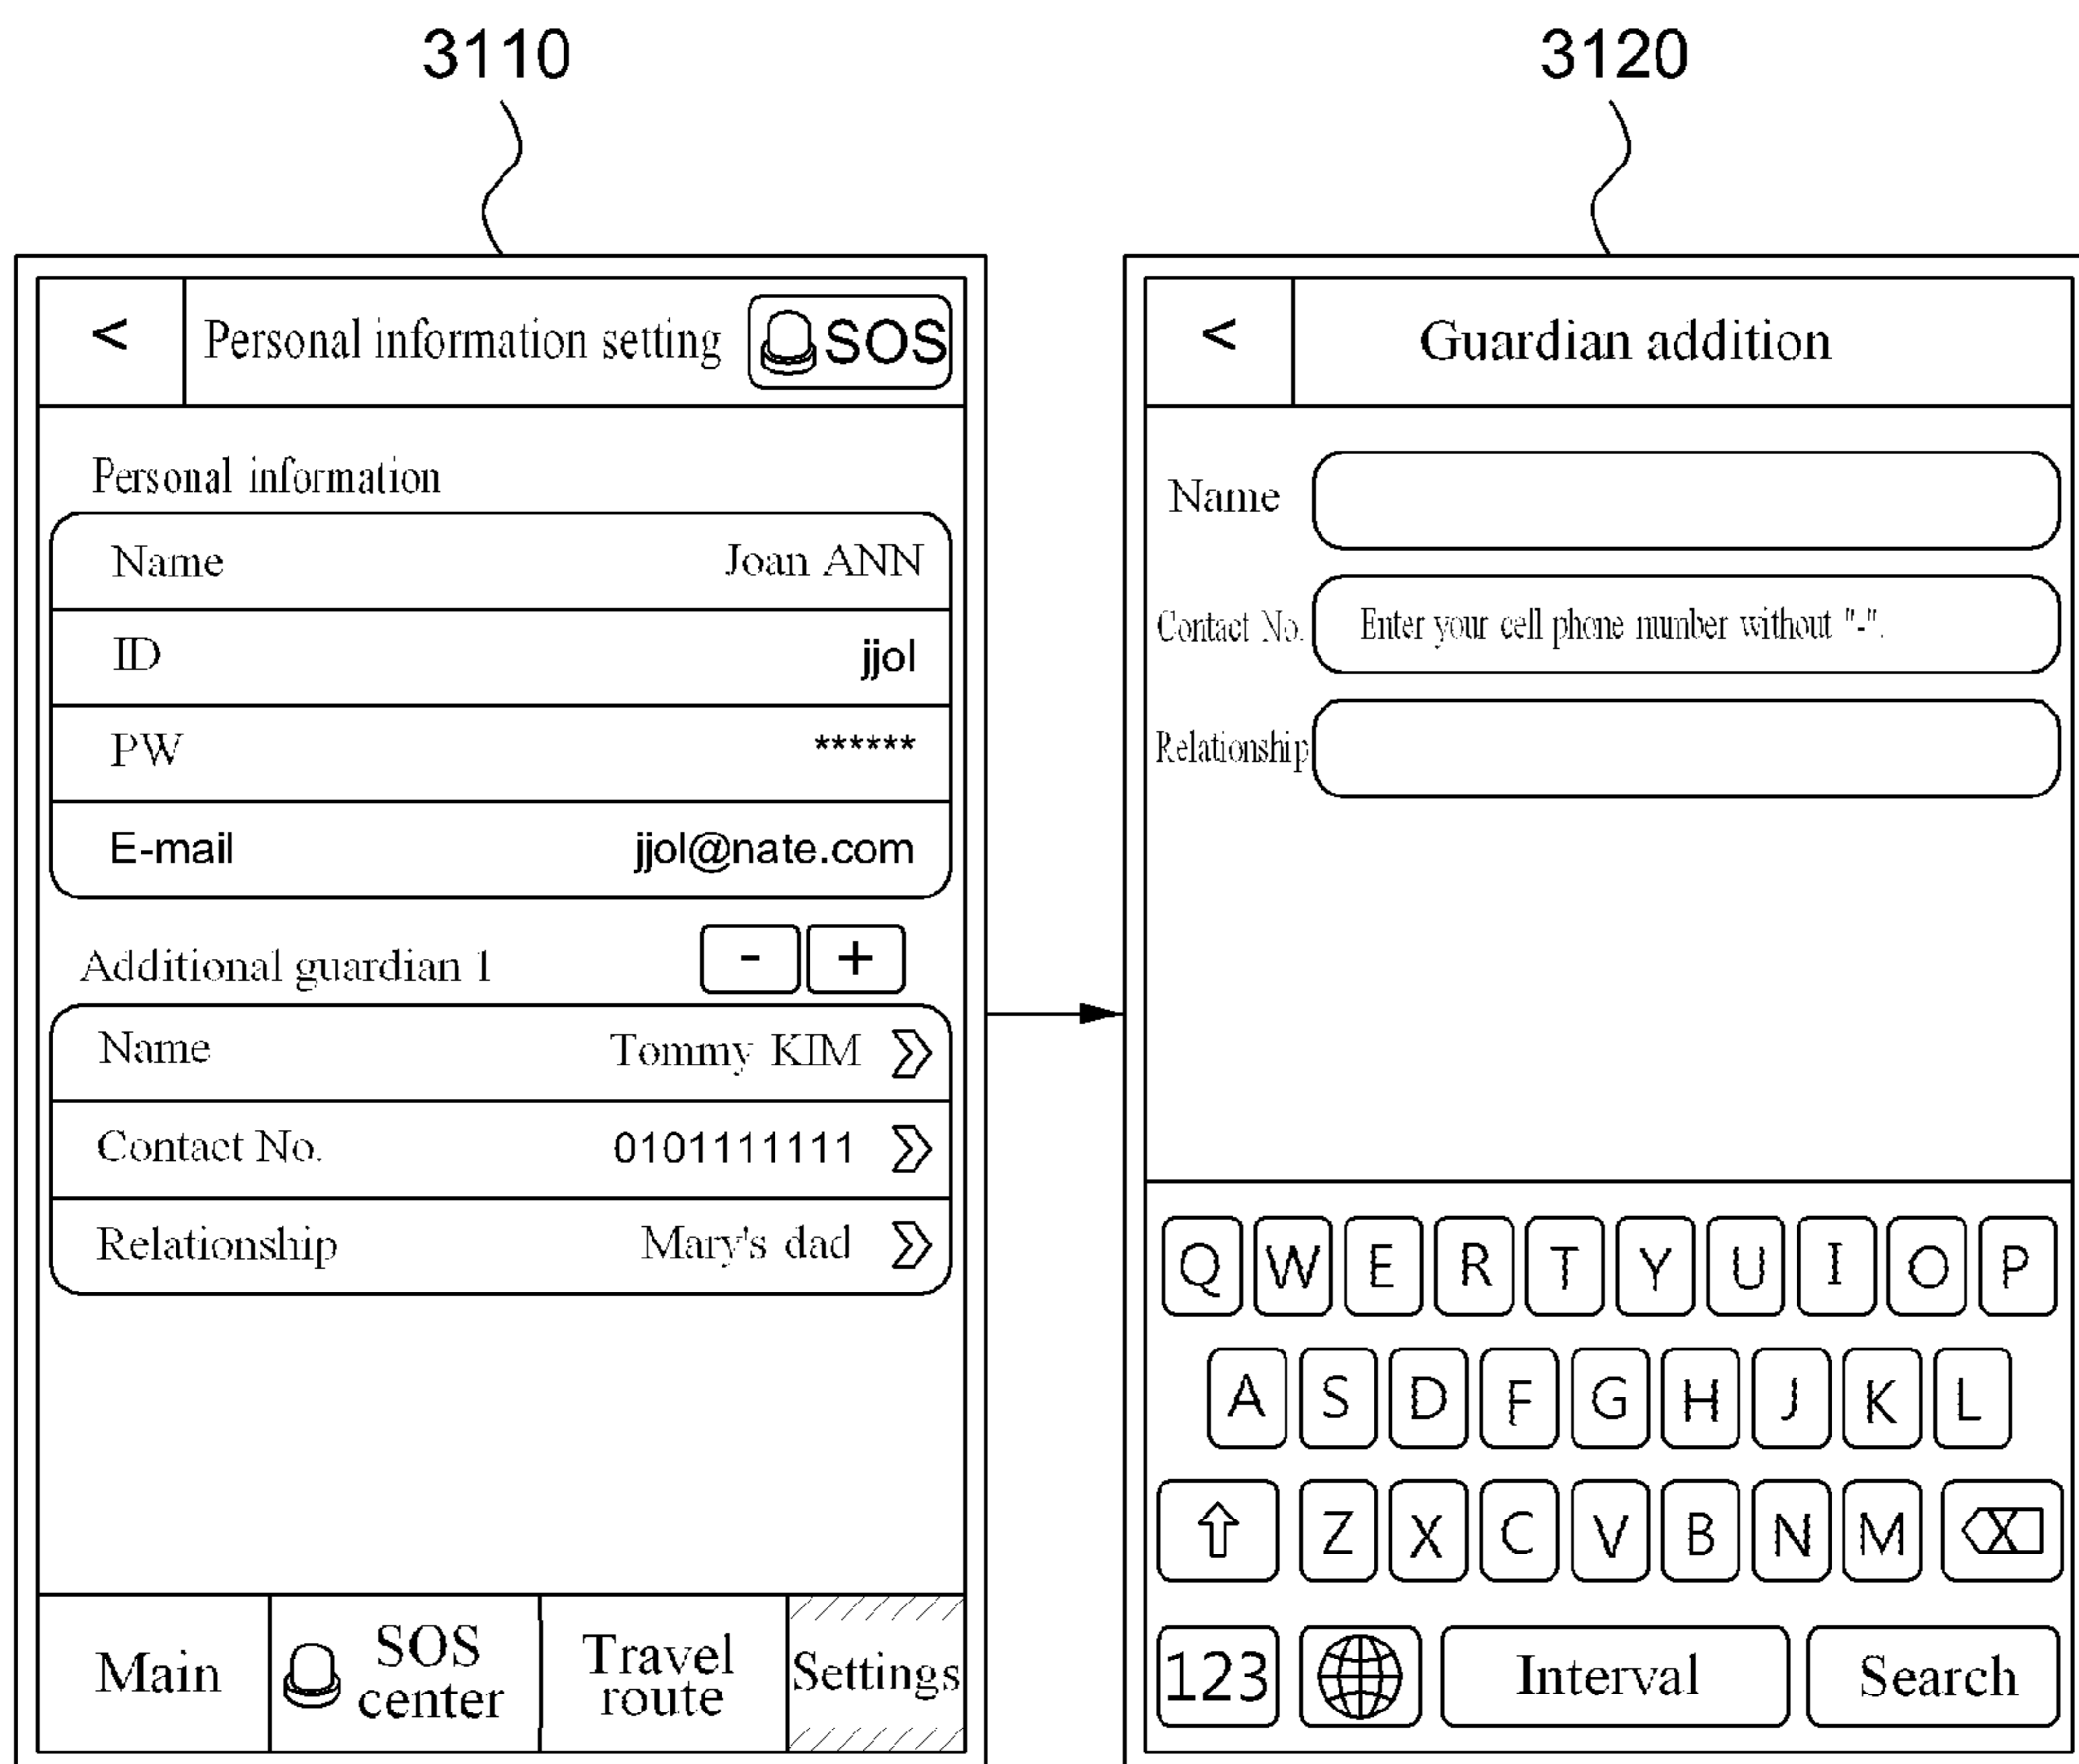 3110
3120
< Personal information setting SOS
Personal information
Name Joan ANN
ID jjol
PW ******
E-mail jjol@nate.com
Additional guardian 1 - +
Name Tommy KIM
Contact No. 0101111111
Relationship Mary's dad
Main
SOS
center
Travel
route
Settings
< Guardian addition
Name
Contact No. Enter your cell phone number without "-".
Relationship
Q W E R T Y U I O P
A S D F G H J K L
Z X C V B N M X
123 Interval Search